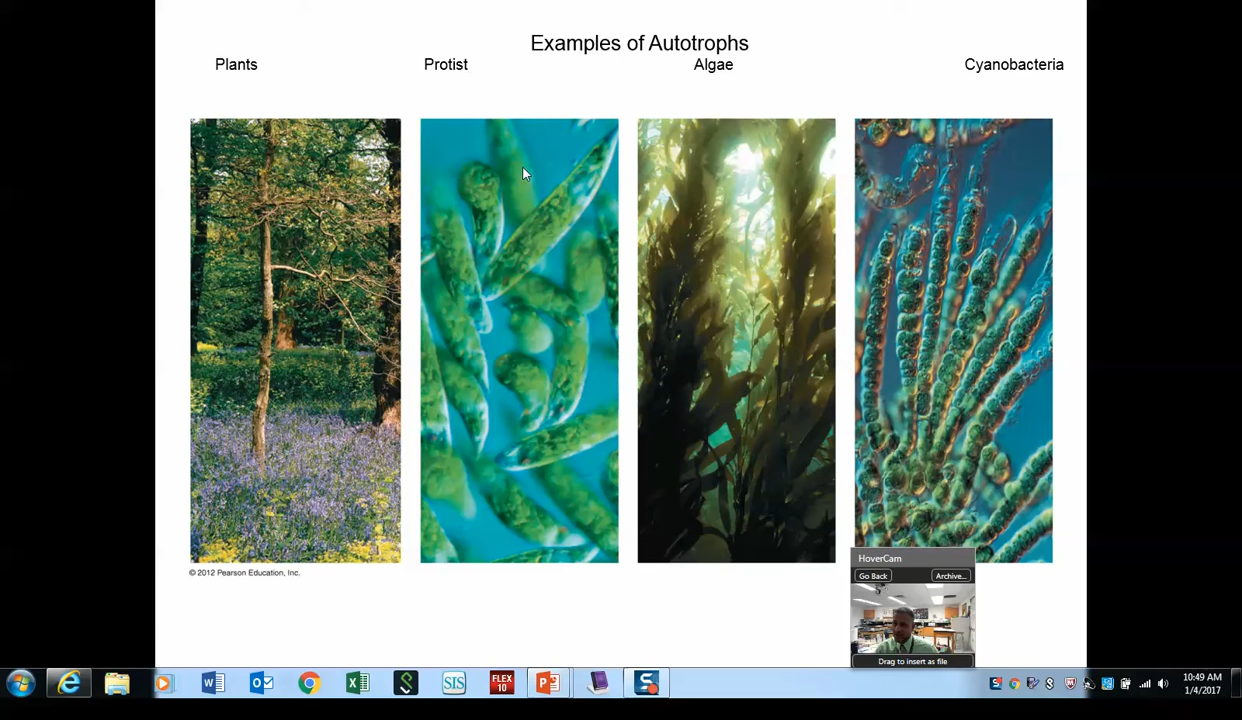 Examples of Autotrophs
Plants Protist Algae Cyanobacteria
© 2012 Pearson Education, Inc.
HoverCam
Go Back Archive...
Drag to insert as file
SIS
FLEX
10
10:49 AM
1/4/2017